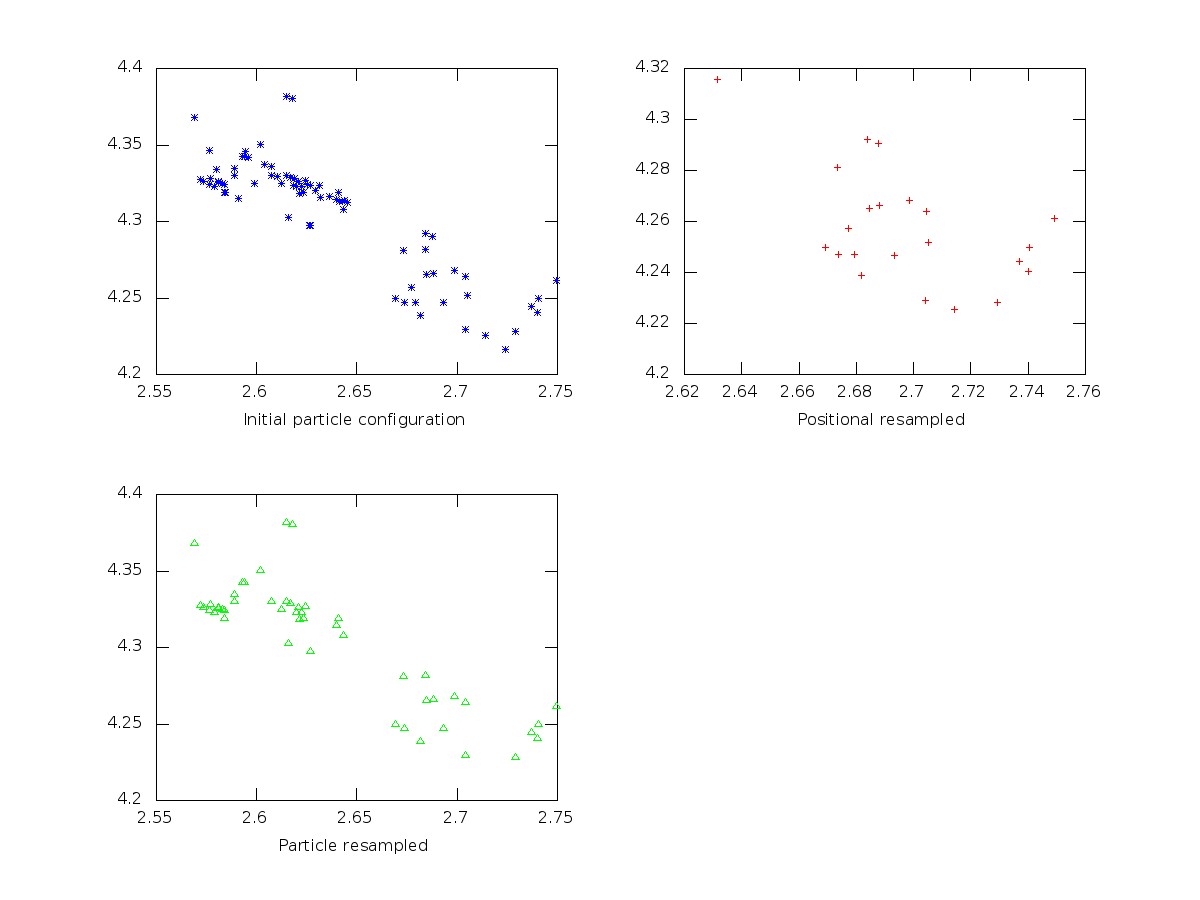 4.4
4.35
4.3
4.25
4.2
2.55 2.6 2.65 2.7 2.75
Initial particle configuration
4.32
4.3
4.28
4.26
4.24
4.22
4.2
2.62 2.64 2.66 2.68 2.7 2.72 2.74 2.76
Positional resampled
4.4
4.35
4.3
4.25
4.2
2.55 2.6 2.65 2.7 2.75
Particle resampled